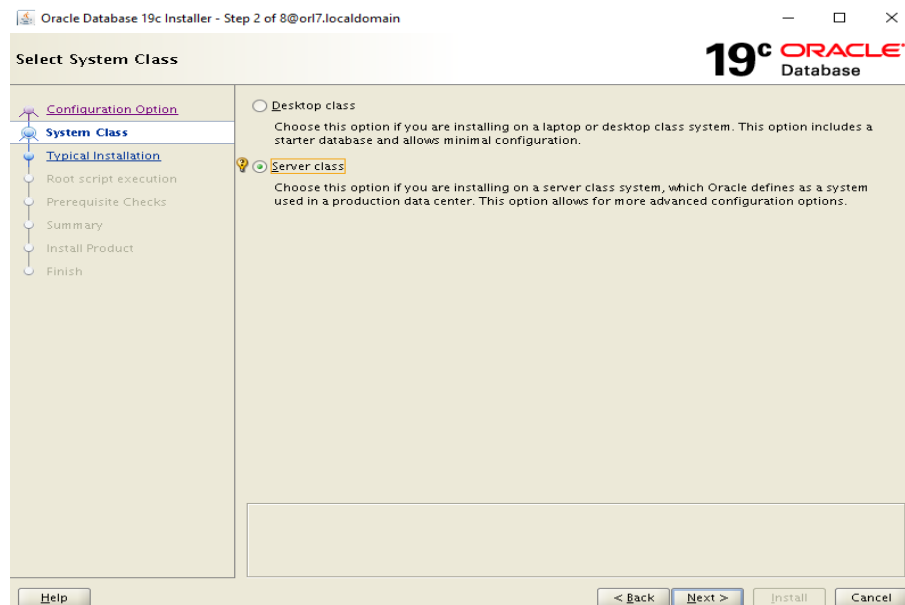 Oracle Database 19c Installer - Step 2 of 8@orl7.localdomain
Select System Class
19c ORACLE
Database
Configuration Option
System Class
Typical Installation
Root script execution
Prerequisite Checks
Summary
Install Product
Finish
Desktop class
Choose this option if you are installing on a laptop or desktop class system. This option includes a
starter database and allows minimal configuration.
Server class
Choose this option if you are installing on a server class system, which Oracle defines as a system
used in a production data center. This option allows for more advanced configuration options.
Help
< Back
Next >
Install
Cancel